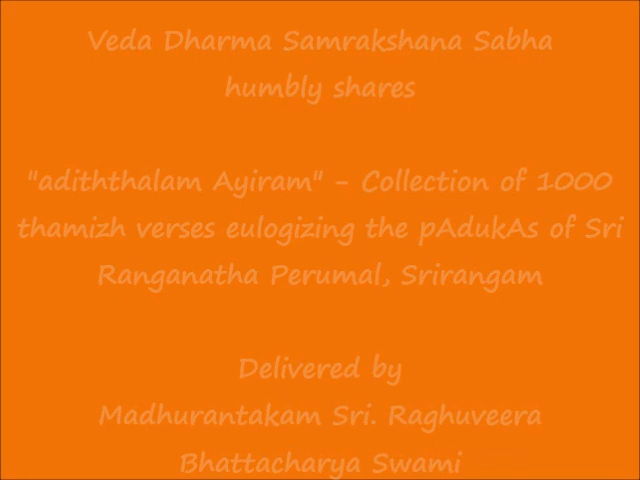 Veda Dharma Samrakshana Sabha
humbly shares
"adiththalam Ayiram" - Collection of 1000
thamizh verses eulogizing the pAdukAs of Sri
Ranganatha Perumal, Srirangam
Delivered by
Madhurantakam Sri. Raghuveera
Bhattacharya Swami